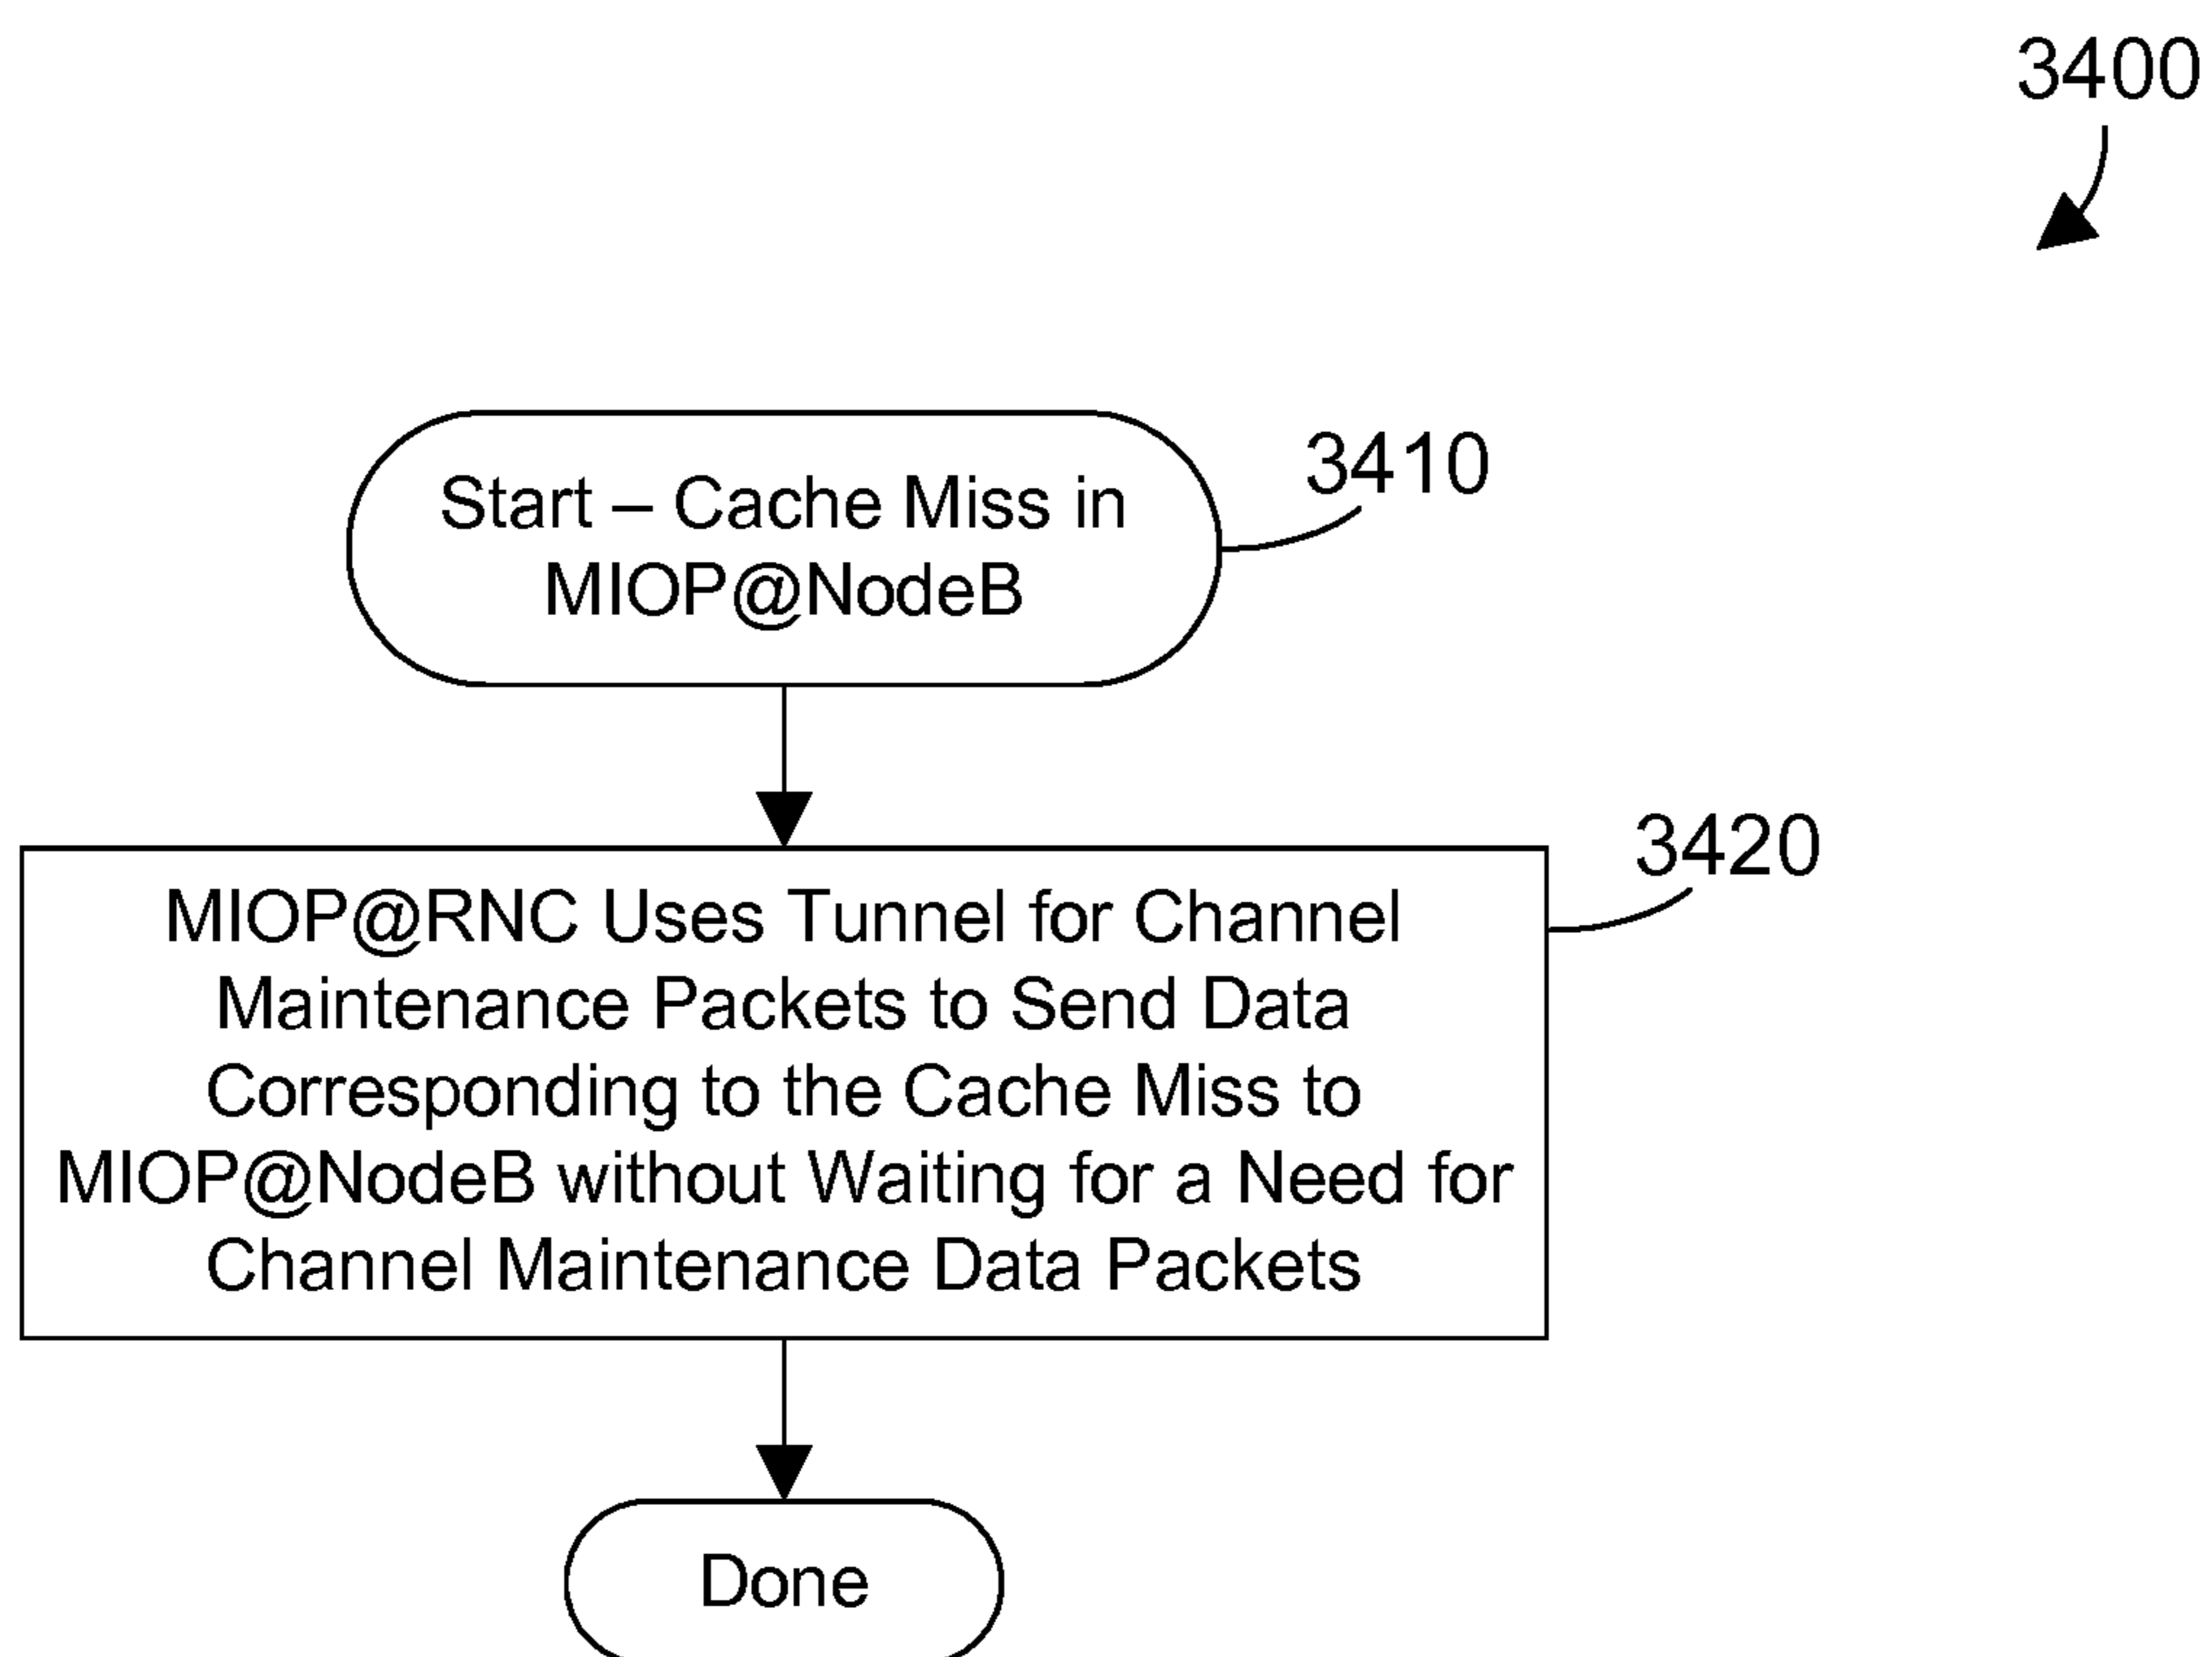 3400
Start – Cache Miss in
MIOP@NodeB
3410
MIOP@RNC Uses Tunnel for Channel
Maintenance Packets to Send Data
Corresponding to the Cache Miss to
MIOP@NodeB without Waiting for a Need for
Channel Maintenance Data Packets
3420
Done